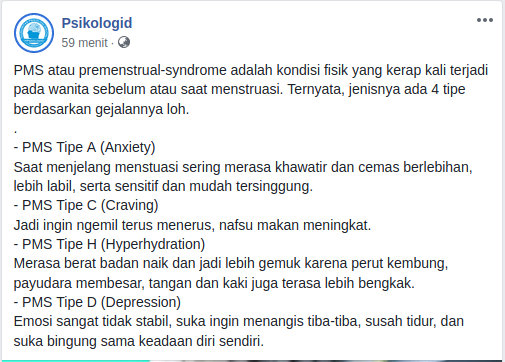 Psikologid
59 menit ·
PMS atau premenstrual-syndrome adalah kondisi fisik yang kerap kali terjadi
pada wanita sebelum atau saat menstruasi. Ternyata, jenisnya ada 4 tipe
berdasarkan gejalannya loh.
.
- PMS Tipe A (Anxiety)
Saat menjelang menstuasi sering merasa khawatir dan cemas berlebihan,
lebih labil, serta sensitif dan mudah tersinggung.
- PMS Tipe C (Craving)
Jadi ingin ngemil terus menerus, nafsu makan meningkat.
- PMS Tipe H (Hyperhydration)
Merasa berat badan naik dan jadi lebih gemuk karena perut kembung,
payudara membesar, tangan dan kaki juga terasa lebih bengkak.
- PMS Tipe D (Depression)
Emosi sangat tidak stabil, suka ingin menangis tiba-tiba, susah tidur, dan
suka bingung sama keadaan diri sendiri.